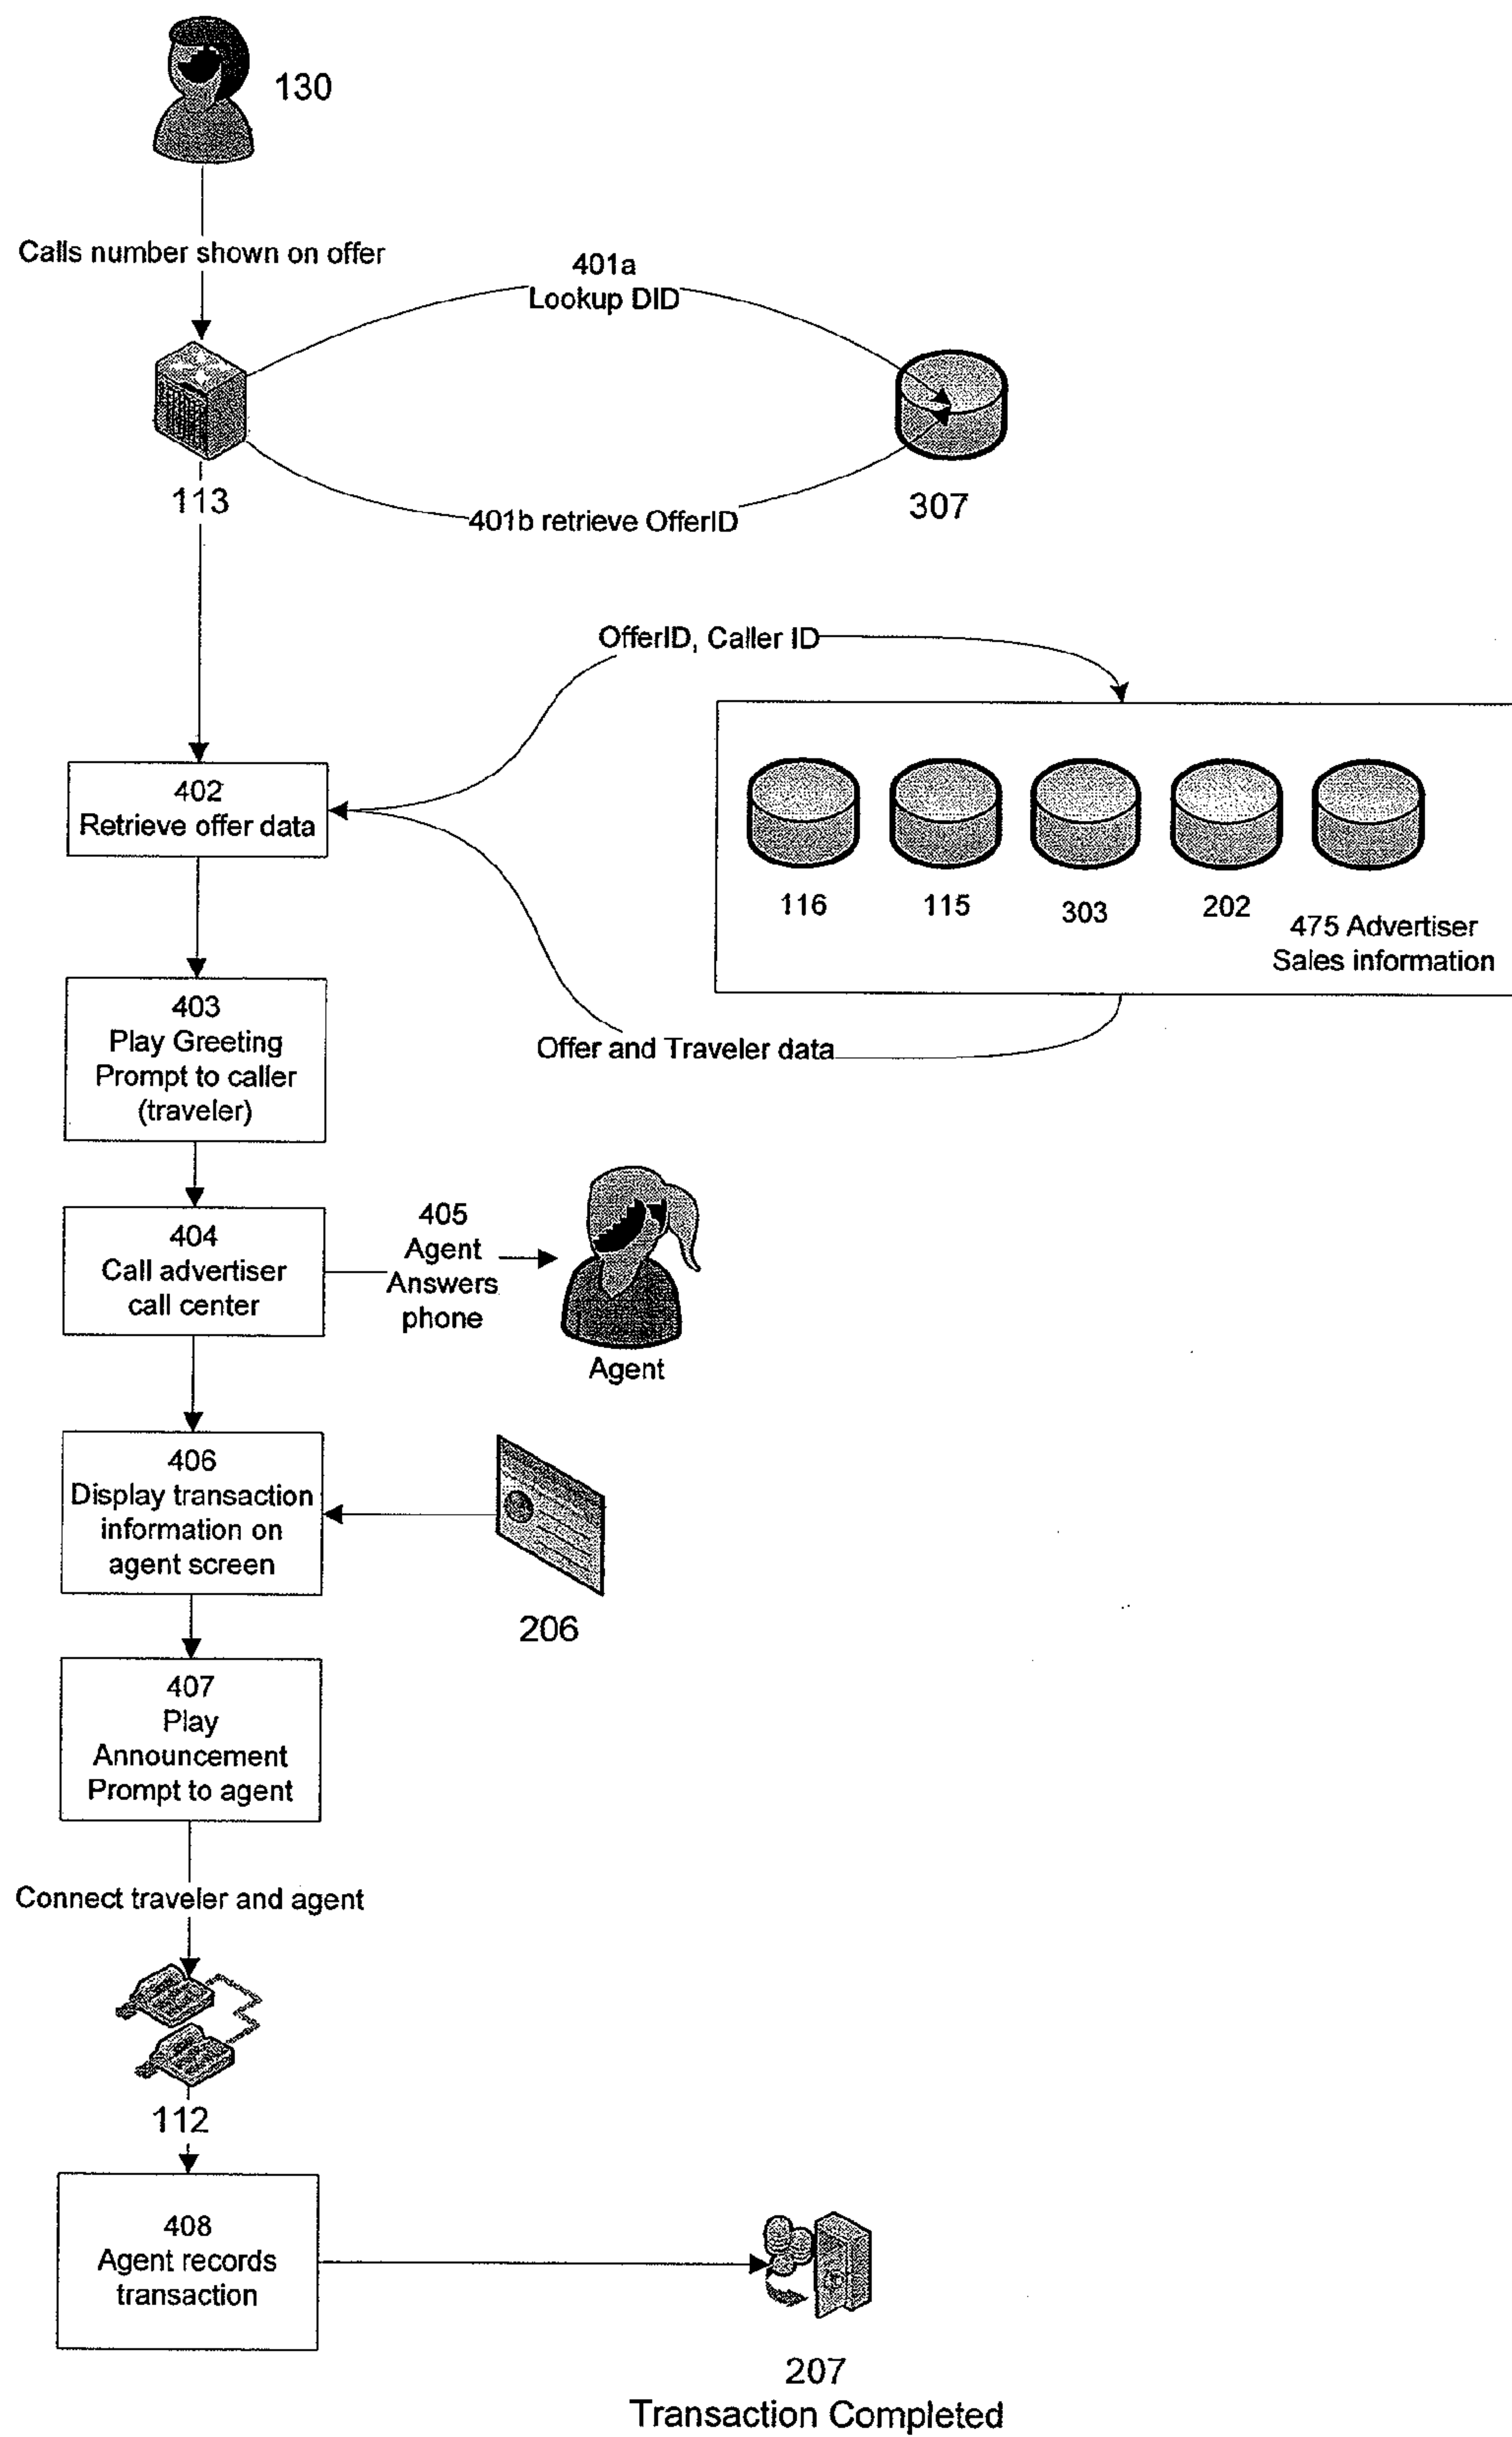 130
Calls number shown on offer
401a
Lookup DID
113
307
401b retrieve OfferID
OfferID, Caller ID
402
Retrieve offer data
116
115
303
202
475 Advertiser
Sales information
403
Play Greeting
Prompt to caller
(traveler)
Offer and Traveler data
404
Call advertiser
call center
405
Agent
Answers
phone
Agent
406
Display transaction
information on
agent screen
206
407
Play
Announcement
Prompt to agent
Connect traveler and agent
112
408
Agent records
transaction
207
Transaction Completed